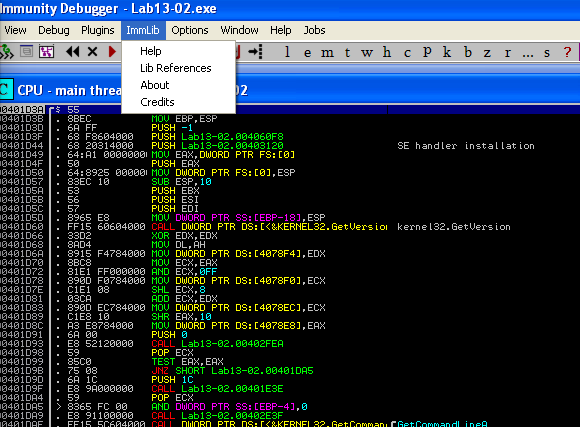 Immunity Debugger - Lab13-02.exe
View Debug Plugins ImmLib Options Window Help Jobs
l e m t w h c p k b z r ... s ?
Help
Lib References
About
Credits
C CPU - main threa 02
00401D3A $ 55
00401D3B . 8BEC MOV EBP,ESP
00401D3D . 6A FF PUSH -1
00401D3F . 68 F8604000 PUSH Lab13-02.004060F8
00401D44 . 68 20314000 PUSH Lab13-02.00403120 SE handler installation
00401D49 . 64:A1 00000000 MOV EAX,DWORD PTR FS:[0]
00401D4F . 50 PUSH EAX
00401D50 . 64:8925 000000 MOV DWORD PTR FS:[0],ESP
00401D57 . 83EC 10 SUB ESP,10
00401D5A . 53 PUSH EBX
00401D5B . 56 PUSH ESI
00401D5C . 57 PUSH EDI
00401D5D . 8965 E8 MOV DWORD PTR SS:[EBP-18],ESP
00401D60 . FF15 60604000 CALL DWORD PTR DS:[<&KERNEL32.GetVersion kernel32.GetVersion
00401D66 . 33D2 XOR EDX,EDX
00401D68 . 8AD4 MOV DL,AH
00401D6A . 8915 F4784000 MOV DWORD PTR DS:[4078F4],EDX
00401D70 . 8BC8 MOV ECX,EAX
00401D72 . 81E1 FF000000 AND ECX,0FF
00401D78 . 890D F0784000 MOV DWORD PTR DS:[4078F0],ECX
00401D7E . C1E1 08 SHL ECX,8
00401D81 . 03CA ADD ECX,EDX
00401D83 . 890D EC784000 MOV DWORD PTR DS:[4078EC],ECX
00401D89 . C1E8 10 SHR EAX,10
00401D8C . A3 E8784000 MOV DWORD PTR DS:[4078E8],EAX
00401D91 . 6A 00 PUSH 0
00401D93 . E8 52120000 CALL Lab13-02.00402FEA
00401D98 . 59 POP ECX
00401D99 . 85C0 TEST EAX,EAX
00401D9B . 75 08 JNZ SHORT Lab13-02.00401DA5
00401D9D . 6A 1C PUSH 1C
00401D9F . E8 9A000000 CALL Lab13-02.00401E3E
00401DA4 . 59 POP ECX
00401DA5 > 8365 FC 00 AND DWORD PTR SS:[EBP-4],0
00401DA9 . E8 91100000 CALL Lab13-02.00402E3F
00401DAE . FF15 5C604000 CALL DWORD PTR DS:[<&KERNEL32.GetComman GetCommandLineA